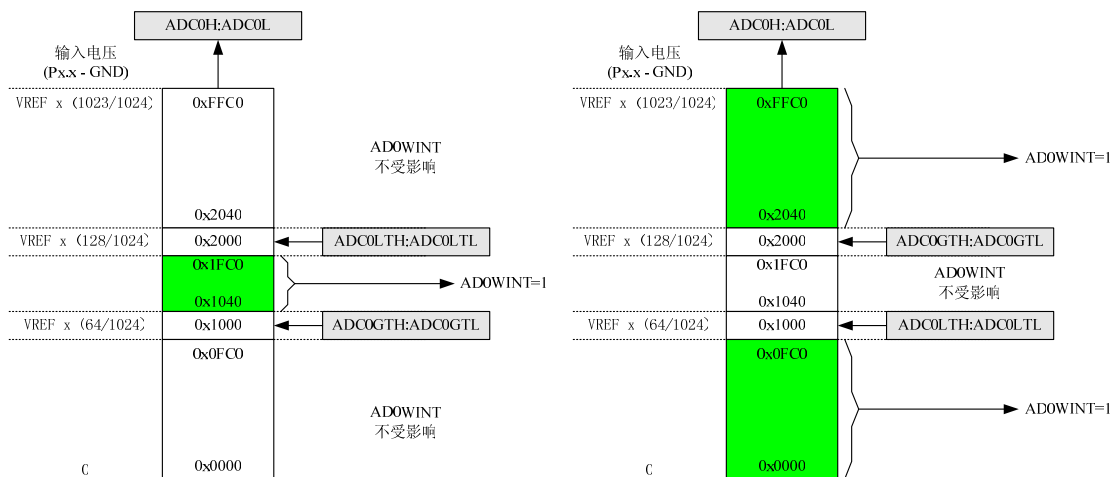 ADC0H:ADC0L
输入电压
(Px.x - GND)
VREF x (1023/1024)
0xFFC0
AD0WINT
不受影响
0x2040
VREF x (128/1024)
0x2000
ADC0LTH:ADC0LTL
0x1FC0
AD0WINT=1
0x1040
VREF x (64/1024)
0x1000
ADC0GTH:ADC0GTL
0x0FC0
AD0WINT
不受影响
C
0x0000
ADC0H:ADC0L
输入电压
(Px.x - GND)
VREF x (1023/1024)
0xFFC0
AD0WINT=1
0x2040
VREF x (128/1024)
0x2000
ADC0GTH:ADC0GTL
0x1FC0
AD0WINT
不受影响
0x1040
VREF x (64/1024)
0x1000
ADC0LTH:ADC0LTL
0x0FC0
AD0WINT=1
C
0x0000